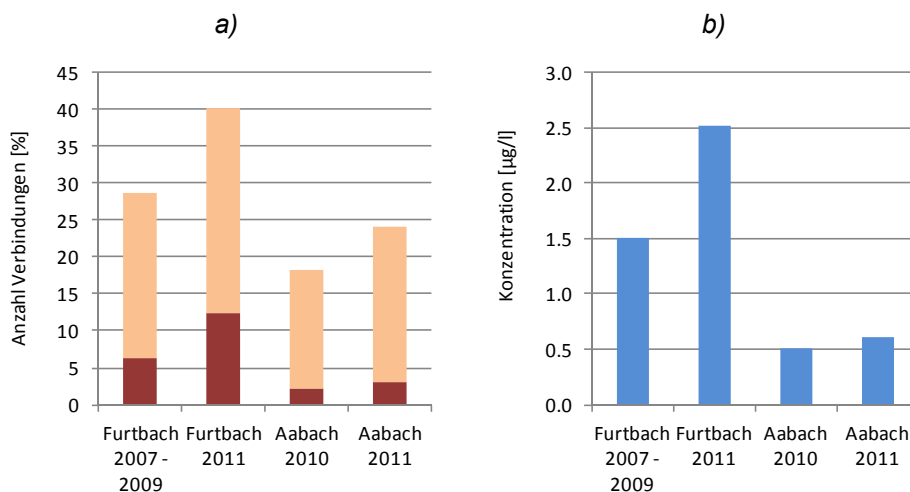 a)
Anzahl Verbindungen [%]
45
40
35
30
25
20
15
10
5
0
Furtbach Furtbach Aabach Aabach
2007 - 2011 2010 2011
2009
b)
Konzentration [µg/l]
3.0
2.5
2.0
1.5
1.0
0.5
0.0
Furtbach Furtbach Aabach Aabach
2007 - 2011 2010 2011
2009